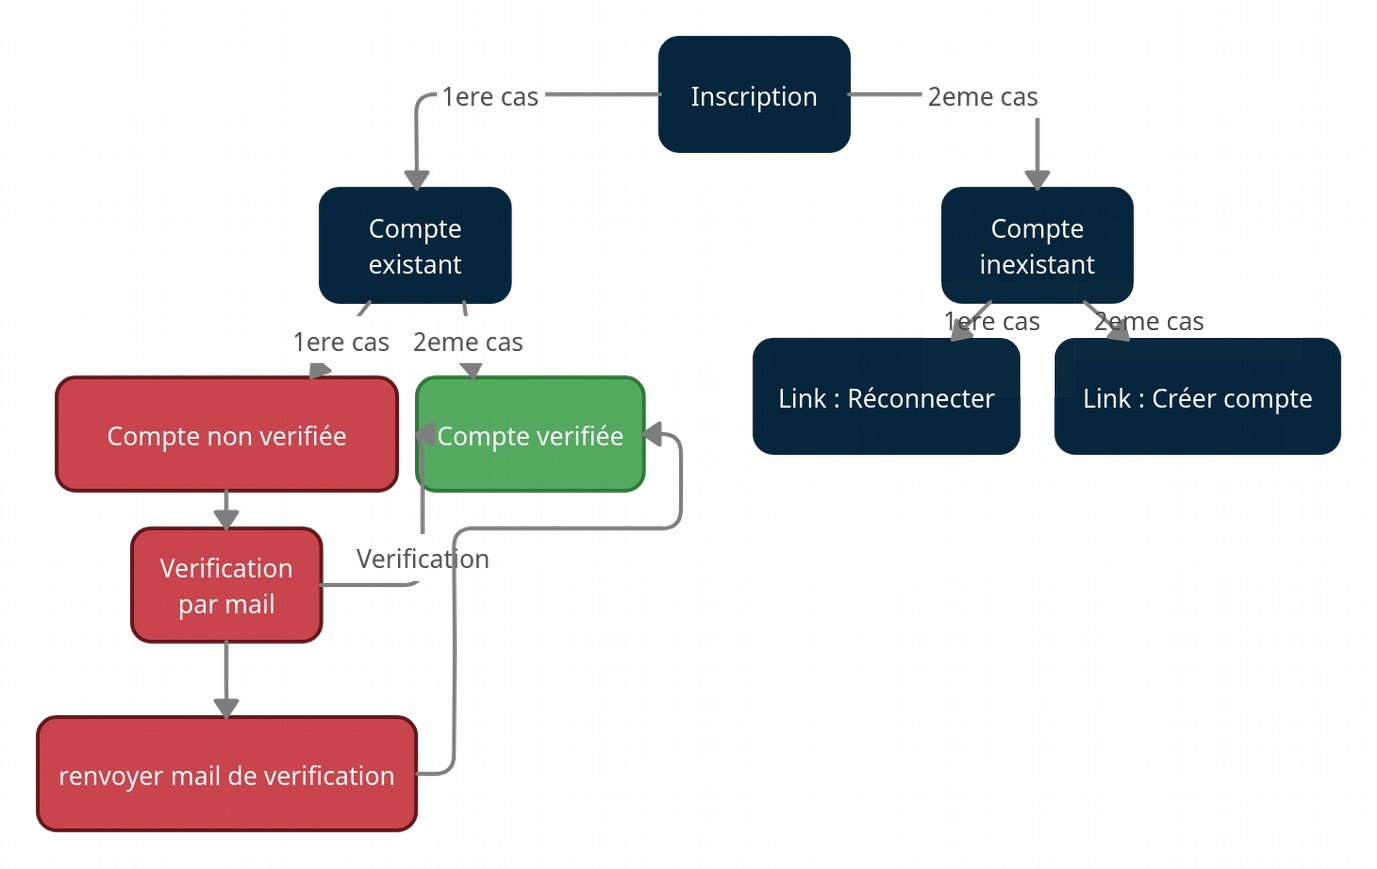 Inscription
1ere cas
2eme cas
Compte
existant
Compte
inexistant
1ere cas
2eme cas
1ere cas
2eme cas
Compte non verifiée
Compte verifiée
Link : Réconnecter
Link : Créer compte
Verification
par mail
Verification
renvoyer mail de verification